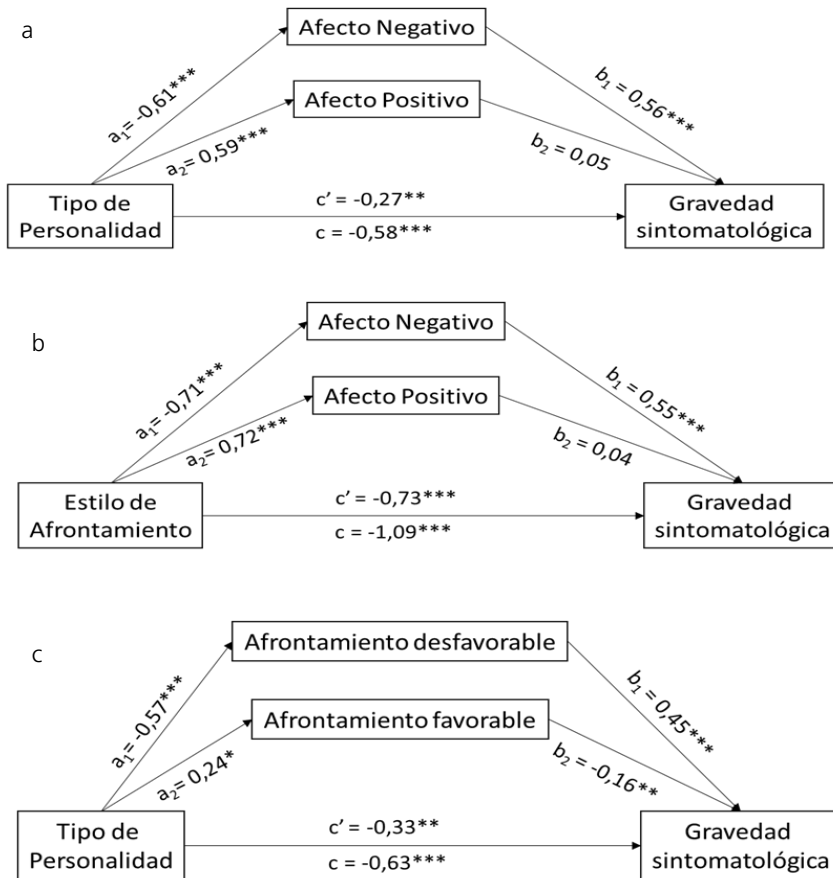 a
Afecto Negativo
Afecto Positivo
a₁= -0,61***
a₂= 0,59***
b₁ = 0,56***
b₂ = 0,05
Tipo de
Personalidad
c’ = -0,27**
c = -0,58***
Gravedad
sintomatológica
b
Afecto Negativo
Afecto Positivo
a₁= -0,71***
a₂= 0,72***
b₁ = 0,55***
b₂ = 0,04
Estilo de
Afrontamiento
c’ = -0,73***
c = -1,09***
Gravedad
sintomatológica
c
Afrontamiento desfavorable
Afrontamiento favorable
a₁= -0,57***
a₂= 0,24*
b₁ = 0,45***
b₂ = -0,16**
Tipo de
Personalidad
c’ = -0,33**
c = -0,63***
Gravedad
sintomatológica